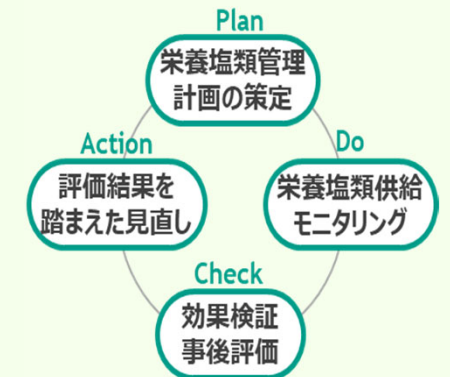 Plan
栄養塩類管理
計画の策定
Do
栄養塩類供給
モニタリング
Check
効果検証
事後評価
Action
評価結果を
踏まえた見直し